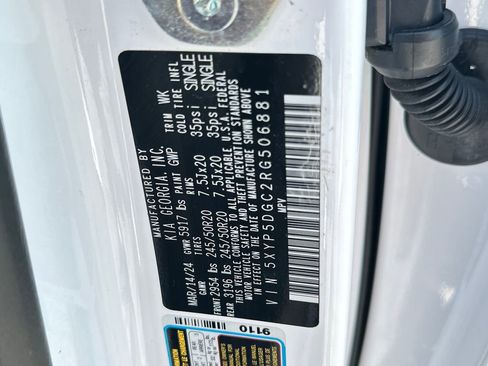 MANUFACTURED BY
KIA GEORGIA, INC.
MAR/14/24 GVWR 5917 lbs PAINT GWP TRIM WK
GAWR RIMS COLD TIRE INFL
FRONT 2954 lbs 245/50R20 7.5Jx20 35psi SINGLE
REAR 3196 lbs 245/50R20 7.5Jx20 35psi SINGLE
THIS VEHICLE CONFORMS TO ALL APPLICABLE U.S.A. FEDERAL
MOTOR VEHICLE SAFETY AND THEFT PREVENTION STANDARDS
IN EFFECT ON THE DATE OF MANUFACTURE SHOWN ABOVE
VIN 5XYP5DGC2RG506881
MPV
9110